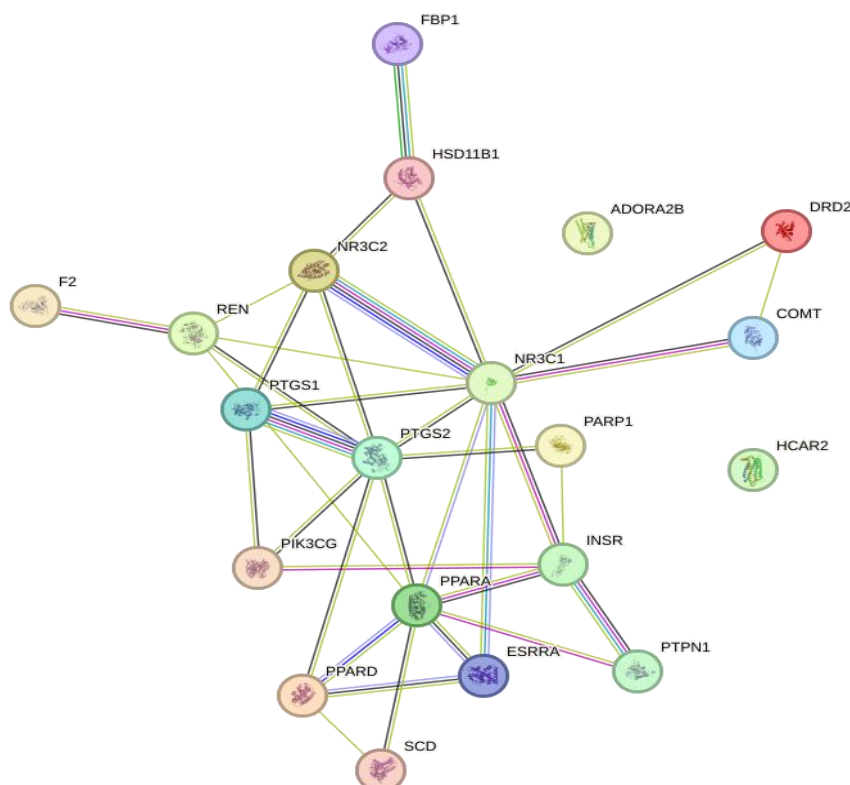 FBP1
HSD11B1
ADORA2B
DRD2
NR3C2
F2
REN
COMT
NR3C1
PTGS1
PTGS2
PARP1
HCAR2
PIK3CG
INSR
PPARA
ESRRA
PTPN1
PPARD
SCD